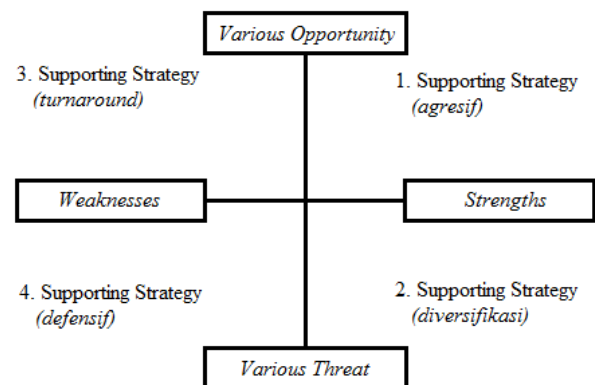 Various Opportunity
3. Supporting Strategy
(turnaround)
1. Supporting Strategy
(agresif)
Weaknesses
Strengths
4. Supporting Strategy
(defensif)
2. Supporting Strategy
(diversifikasi)
Various Threat